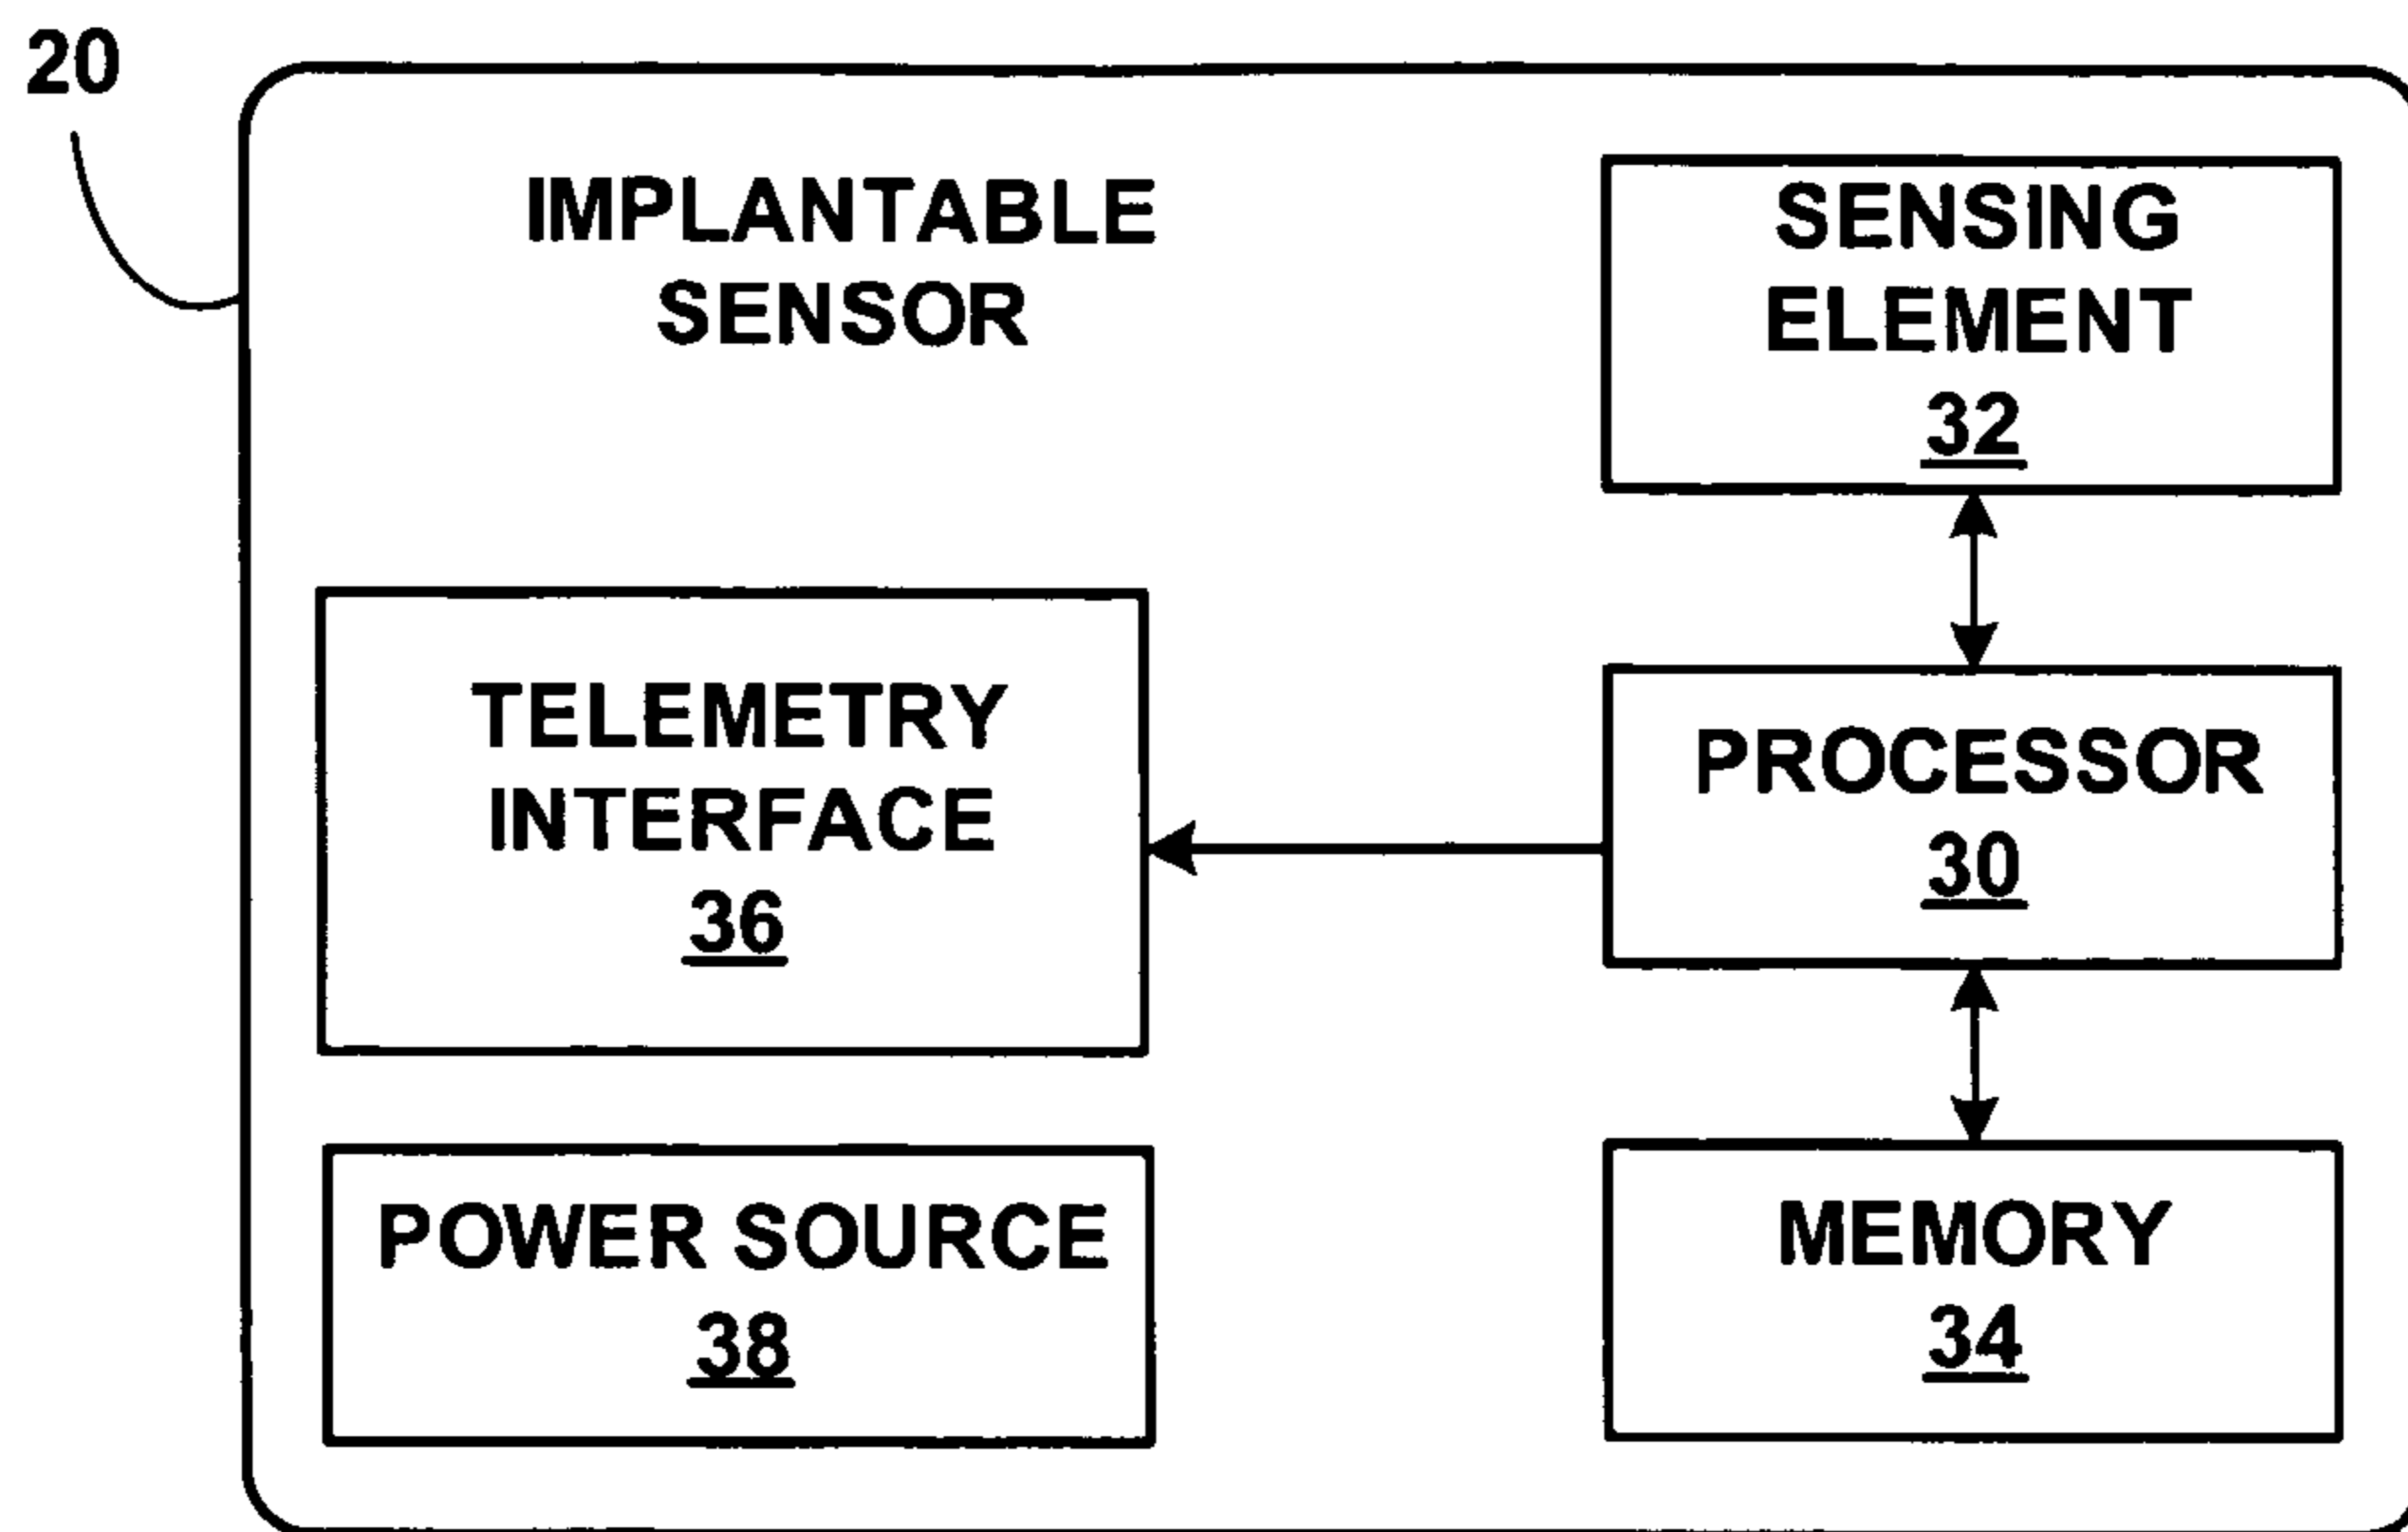 20
IMPLANTABLE
SENSOR
SENSING
ELEMENT
32
TELEMETRY
INTERFACE
36
PROCESSOR
30
POWER SOURCE
38
MEMORY
34